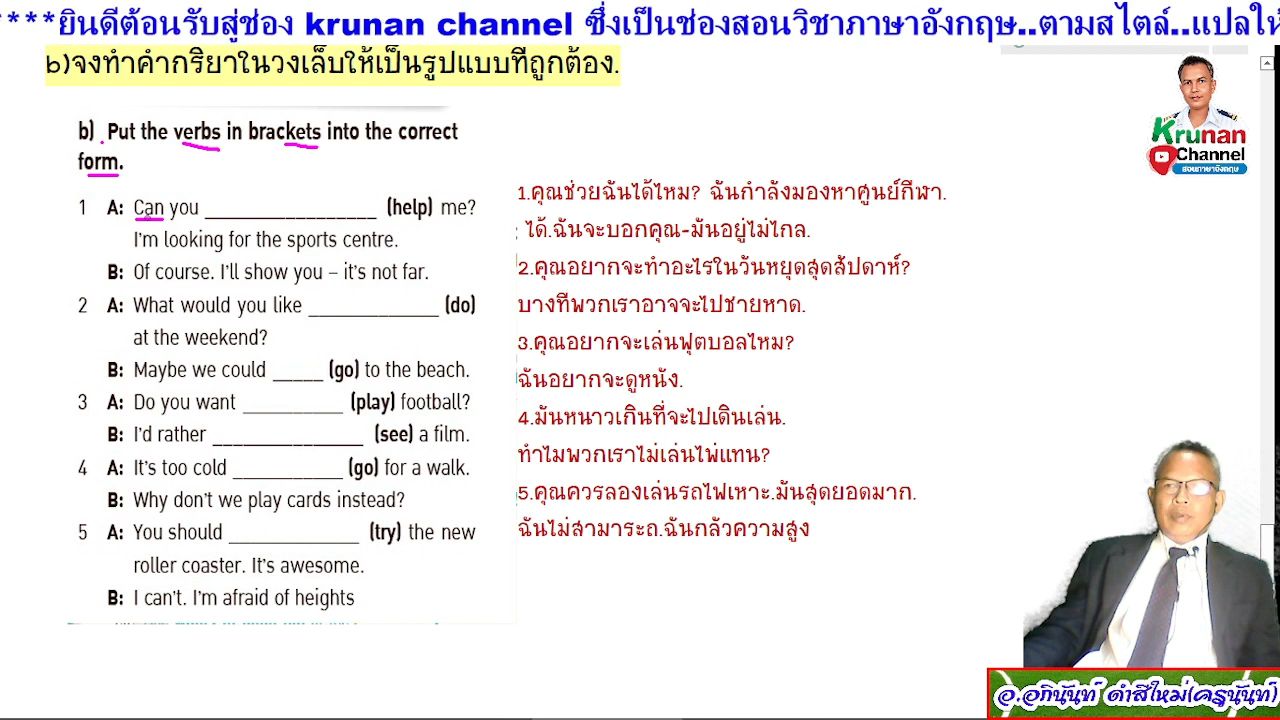 ****ยินดีต้อนรับสู่ช่อง krunan channel ซึ่งเป็นช่องสอนวิชาภาษาอังกฤษ..ตามสไตล์..แปลให้
b)จงทำคำกริยาในวงเล็บให้เป็นรูปแบบที่ถูกต้อง.
Krunan
Channel
สอนภาษาอังกฤษ
b) Put the verbs in brackets into the correct
form.
1 A: Can you _________________ (help) me?
I'm looking for the sports centre.
B: Of course. I'll show you – it's not far.
2 A: What would you like _____________ (do)
at the weekend?
B: Maybe we could _____ (go) to the beach.
3 A: Do you want __________ (play) football?
B: I'd rather _______________ (see) a film.
4 A: It's too cold ___________ (go) for a walk.
B: Why don't we play cards instead?
5 A: You should _____________ (try) the new
roller coaster. It's awesome.
B: I can't. I'm afraid of heights
1.คุณช่วยฉันได้ไหม? ฉันกำลังมองหาศูนย์กีฬา.
ได้.ฉันจะบอกคุณ-มันอยู่ไม่ไกล.
2.คุณอยากจะทำอะไรในวันหยุดสุดสัปดาห์?
บางทีพวกเราอาจจะไปชายหาด.
3.คุณอยากจะเล่นฟุตบอลไหม?
ฉันอยากจะดูหนัง.
4.มันหนาวเกินที่จะไปเดินเล่น.
ทำไมพวกเราไม่เล่นไพ่แทน?
5.คุณควรลองเล่นรถไฟเหาะ.มันสุดยอดมาก.
ฉันไม่สามาระถ.ฉันกลัวความสูง
อ.อภินันท์ ดำสีใหม่(ครูนันท์)